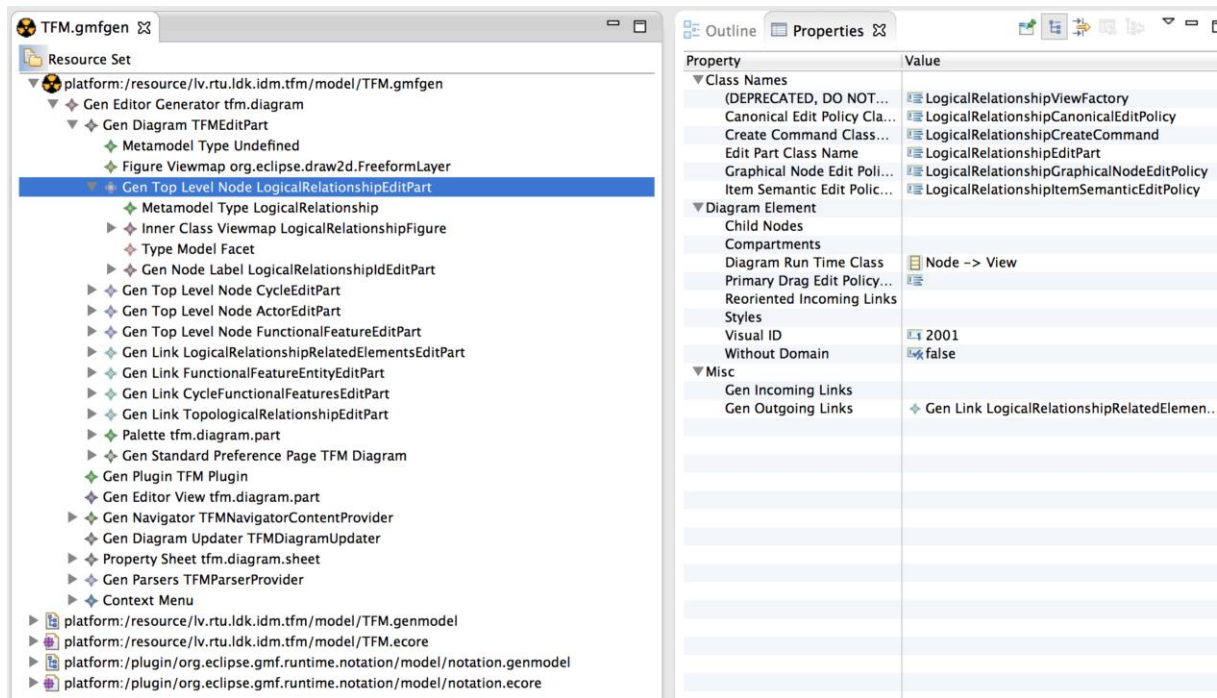 TFM.gmfgen
Resource Set
platform:/resource/lv.rtu.ldk.idm.tfm/model/TFM.gmfgen
Gen Editor Generator tfm.diagram
Gen Diagram TFMEditPart
Metamodel Type Undefined
Figure Viewmap org.eclipse.draw2d.FreeformLayer
Gen Top Level Node LogicalRelationshipEditPart
Metamodel Type LogicalRelationship
Inner Class Viewmap LogicalRelationshipFigure
Type Model Facet
Gen Node Label LogicalRelationshipIdEditPart
Gen Top Level Node CycleEditPart
Gen Top Level Node ActorEditPart
Gen Top Level Node FunctionalFeatureEditPart
Gen Link LogicalRelationshipRelatedElementsEditPart
Gen Link FunctionalFeatureEntityEditPart
Gen Link CycleFunctionalFeaturesEditPart
Gen Link TopologicalRelationshipEditPart
Palette tfm.diagram.part
Gen Standard Preference Page TFM Diagram
Gen Plugin TFM Plugin
Gen Editor View tfm.diagram.part
Gen Navigator TFMNavigatorContentProvider
Gen Diagram Updater TFMDiagramUpdater
Property Sheet tfm.diagram.sheet
Gen Parsers TFMParserProvider
Context Menu
platform:/resource/lv.rtu.ldk.idm.tfm/model/TFM.genmodel
platform:/resource/lv.rtu.ldk.idm.tfm/model/TFM.ecore
platform:/plugin/org.eclipse.gmf.runtime.notation/model/notation.genmodel
platform:/plugin/org.eclipse.gmf.runtime.notation/model/notation.ecore
Outline Properties
Property Value
Class Names
(DEPRECATED, DO NOT... LogicalRelationshipViewFactory
Canonical Edit Policy Cla... LogicalRelationshipCanonicalEditPolicy
Create Command Class... LogicalRelationshipCreateCommand
Edit Part Class Name LogicalRelationshipEditPart
Graphical Node Edit Poli... LogicalRelationshipGraphicalNodeEditPolicy
Item Semantic Edit Polic... LogicalRelationshipItemSemanticEditPolicy
Diagram Element
Child Nodes
Compartments
Diagram Run Time Class Node -> View
Primary Drag Edit Policy...
Reoriented Incoming Links
Styles
Visual ID 2001
Without Domain false
Misc
Gen Incoming Links
Gen Outgoing Links Gen Link LogicalRelationshipRelatedElemen...